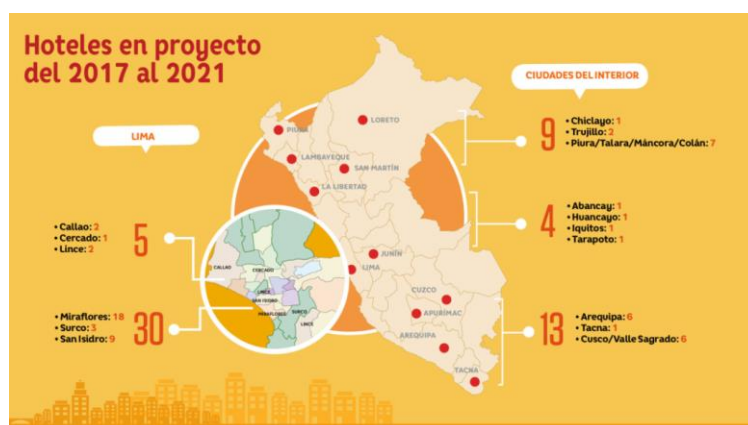 Hoteles en proyecto
del 2017 al 2021
LIMA
• Callao: 2
• Cercado: 1
• Lince: 2
5
• Miraflores: 18
• Surco: 3
• San Isidro: 9
30
CIUDADES DEL INTERIOR
9
• Chiclayo: 1
• Trujillo: 2
• Piura/Talara/Máncora/Colán: 7
4
• Abancay: 1
• Huancayo: 1
• Iquitos: 1
• Tarapoto: 1
13
• Arequipa: 6
• Tacna: 1
• Cusco/Valle Sagrado: 6
PIURA
LORETO
LAMBAYEQUE
SAN MARTÍN
LA LIBERTAD
JUNÍN
LIMA
CUZCO
APURIMAC
AREQUIPA
TACNA
CALLAO
CERCADO
LINCE
SAN ISIDRO
MIRAFLORES
SURCO
LINCE